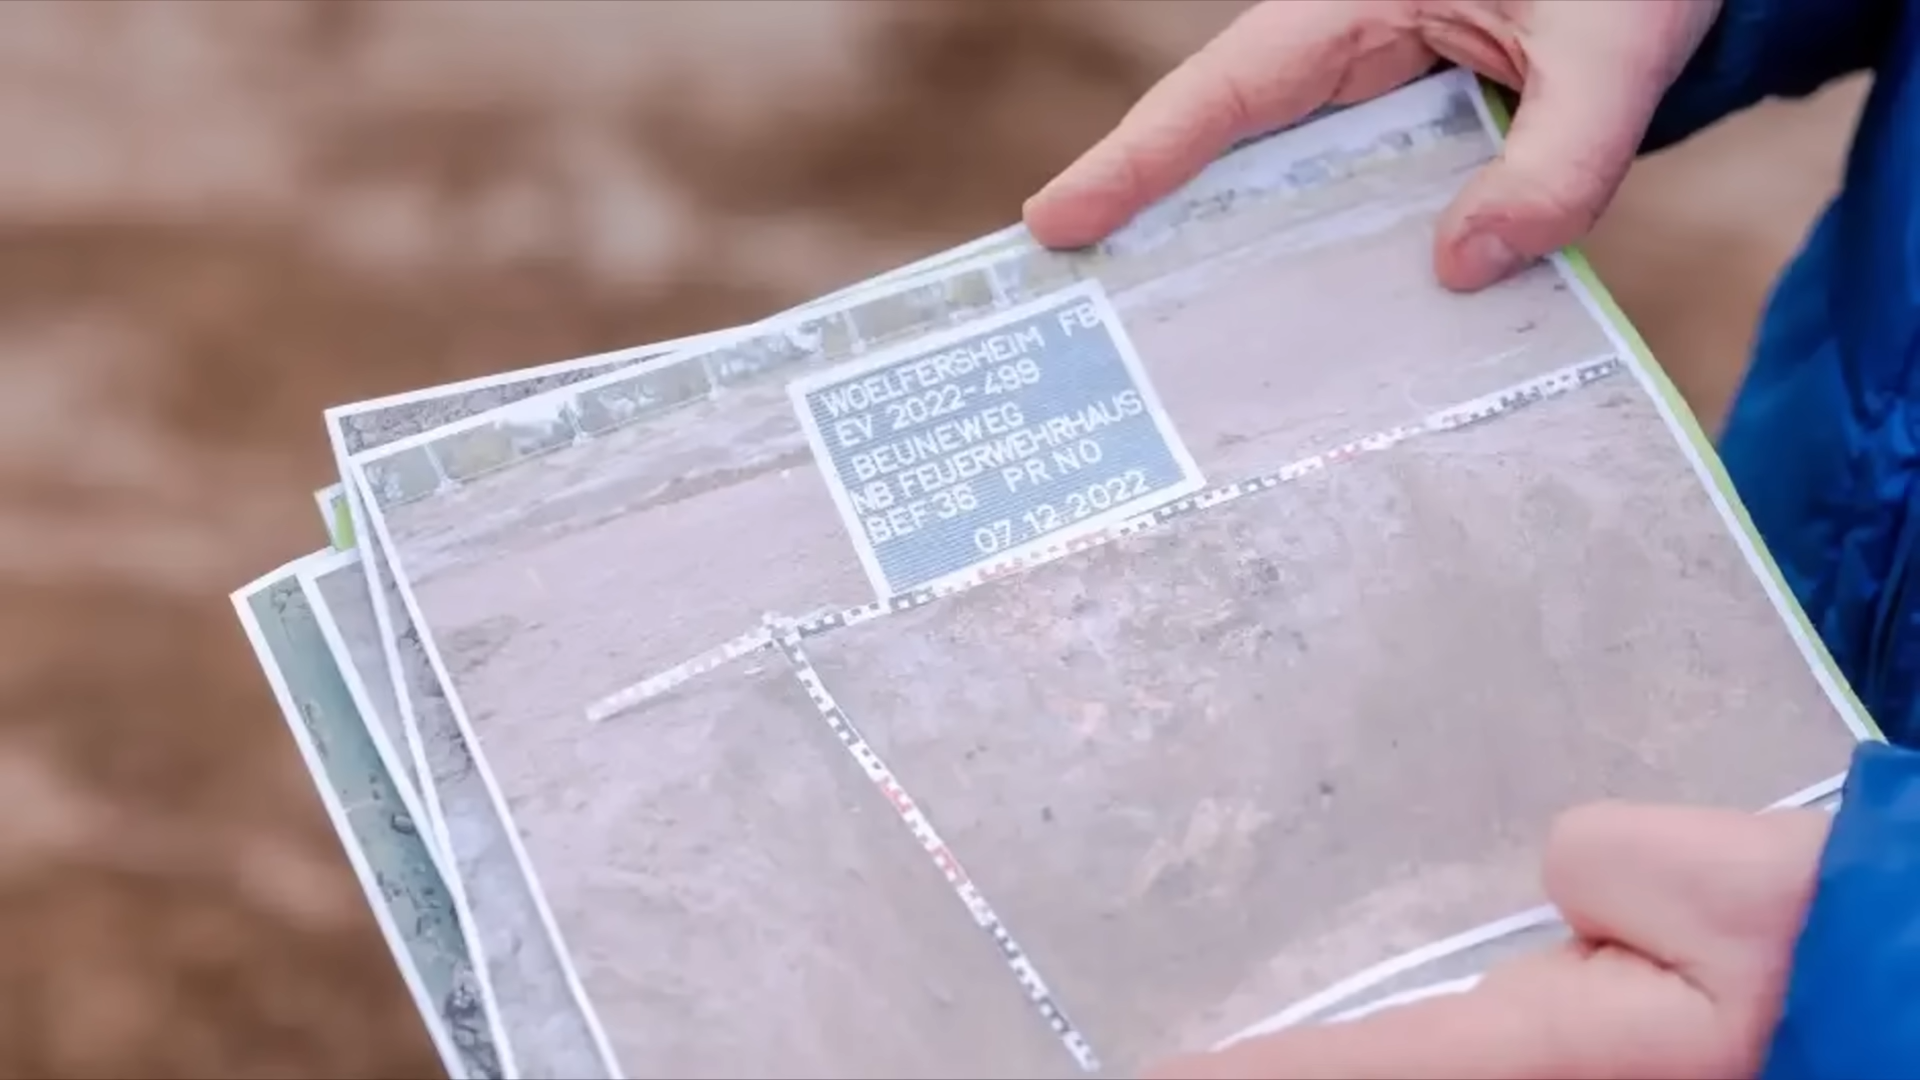 WOELFERSHEIM FB
EV 2022-499
BEUNEWEG
NB FEUERWEHRHAUS
BEF 36 PR NO
07.12.2022